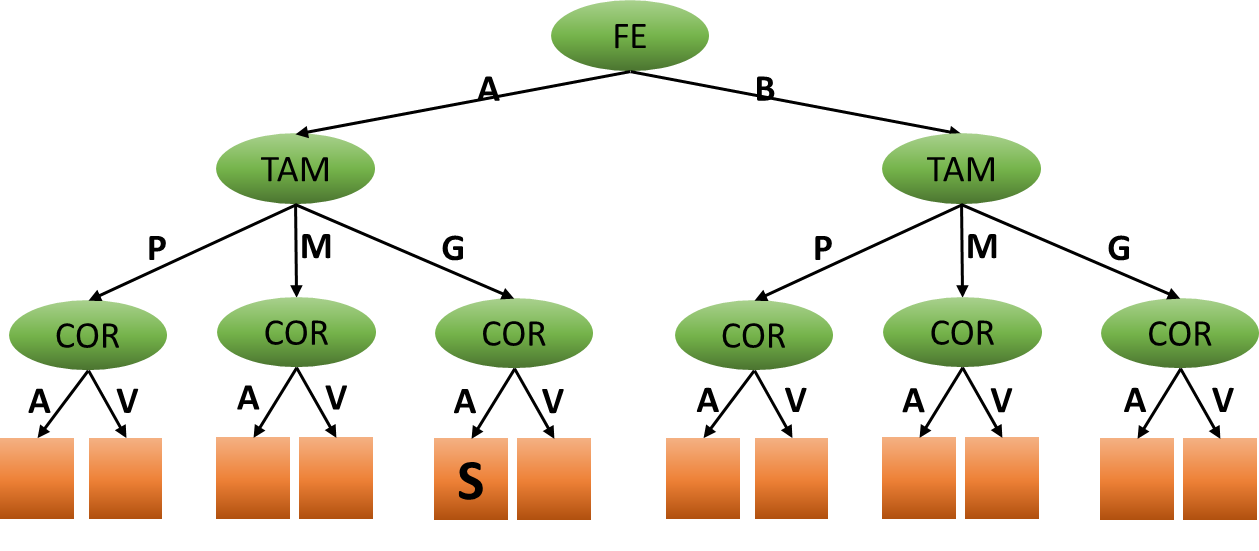 FE
A B
TAM TAM
P M G P M G
COR COR COR COR COR COR
A V A V A V A V A V A V
S